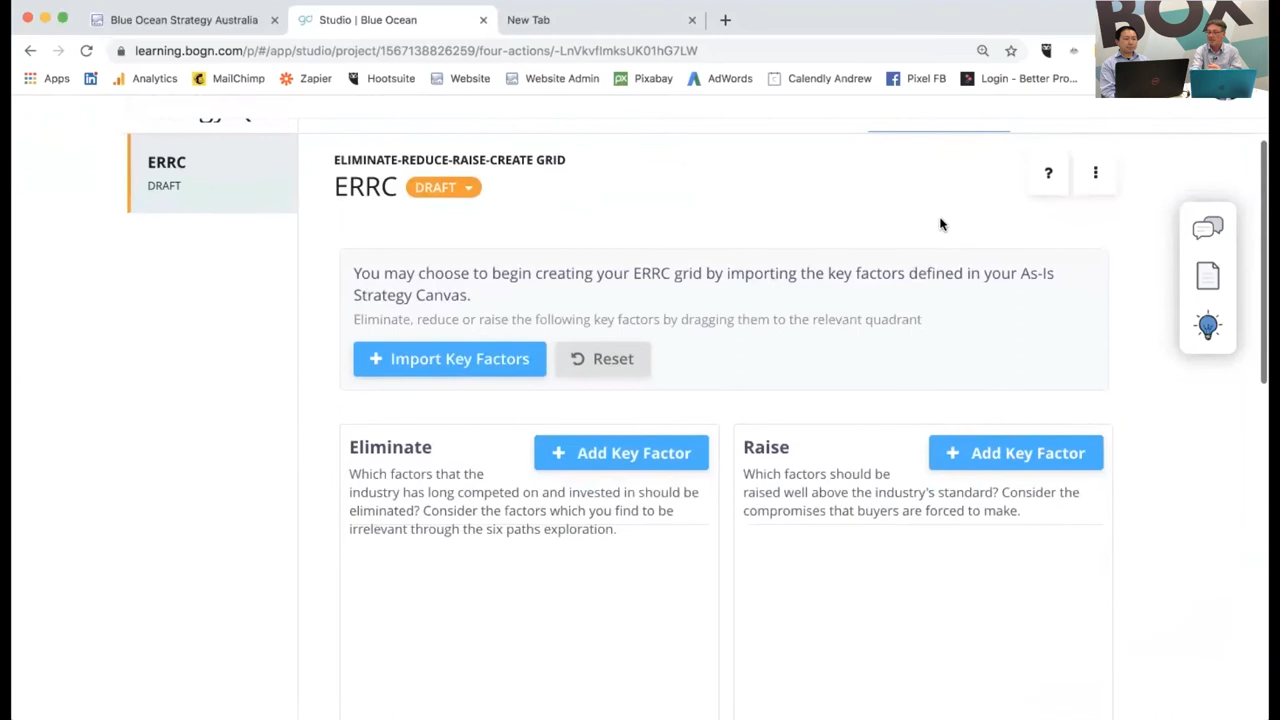 Blue Ocean Strategy Australia
Studio | Blue Ocean
New Tab
learning.bogn.com/p/#/app/studio/project/1567138826259/four-actions/-LnVkvflmksUK01hG7LW
Apps
Analytics
MailChimp
Zapier
Hootsuite
Website
Website Admin
Pixabay
AdWords
Calendly Andrew
Pixel FB
Login - Better Pro...
BOX
ERRC
DRAFT
ELIMINATE-REDUCE-RAISE-CREATE GRID
ERRC DRAFT
?
You may choose to begin creating your ERRC grid by importing the key factors defined in your As-Is
Strategy Canvas.
Eliminate, reduce or raise the following key factors by dragging them to the relevant quadrant
+ Import Key Factors
Reset
Eliminate
+ Add Key Factor
Which factors that the
industry has long competed on and invested in should be
eliminated? Consider the factors which you find to be
irrelevant through the six paths exploration.
Raise
+ Add Key Factor
Which factors should be
raised well above the industry's standard? Consider the
compromises that buyers are forced to make.